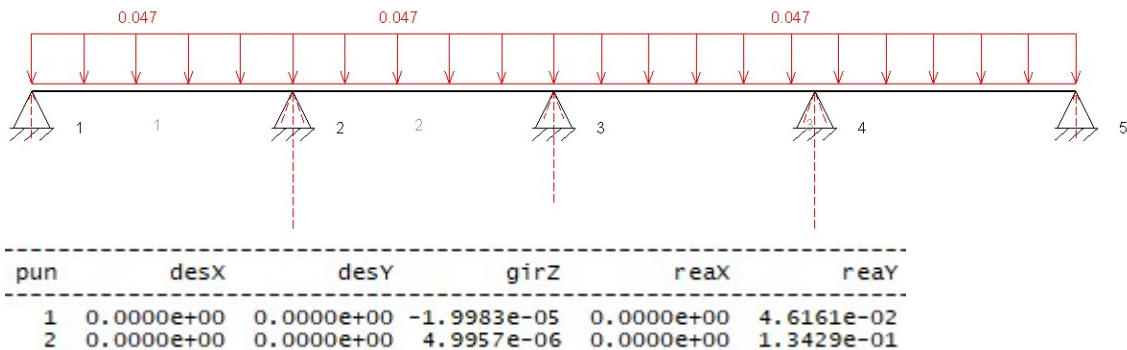 0.047 0.047 0.047
1 1 2 2 3 3 4 5
pun desX desY girZ reaX reaY
1 0.0000e+00 0.0000e+00 -1.9983e-05 0.0000e+00 4.6161e-02
2 0.0000e+00 0.0000e+00 4.9957e-06 0.0000e+00 1.3429e-01